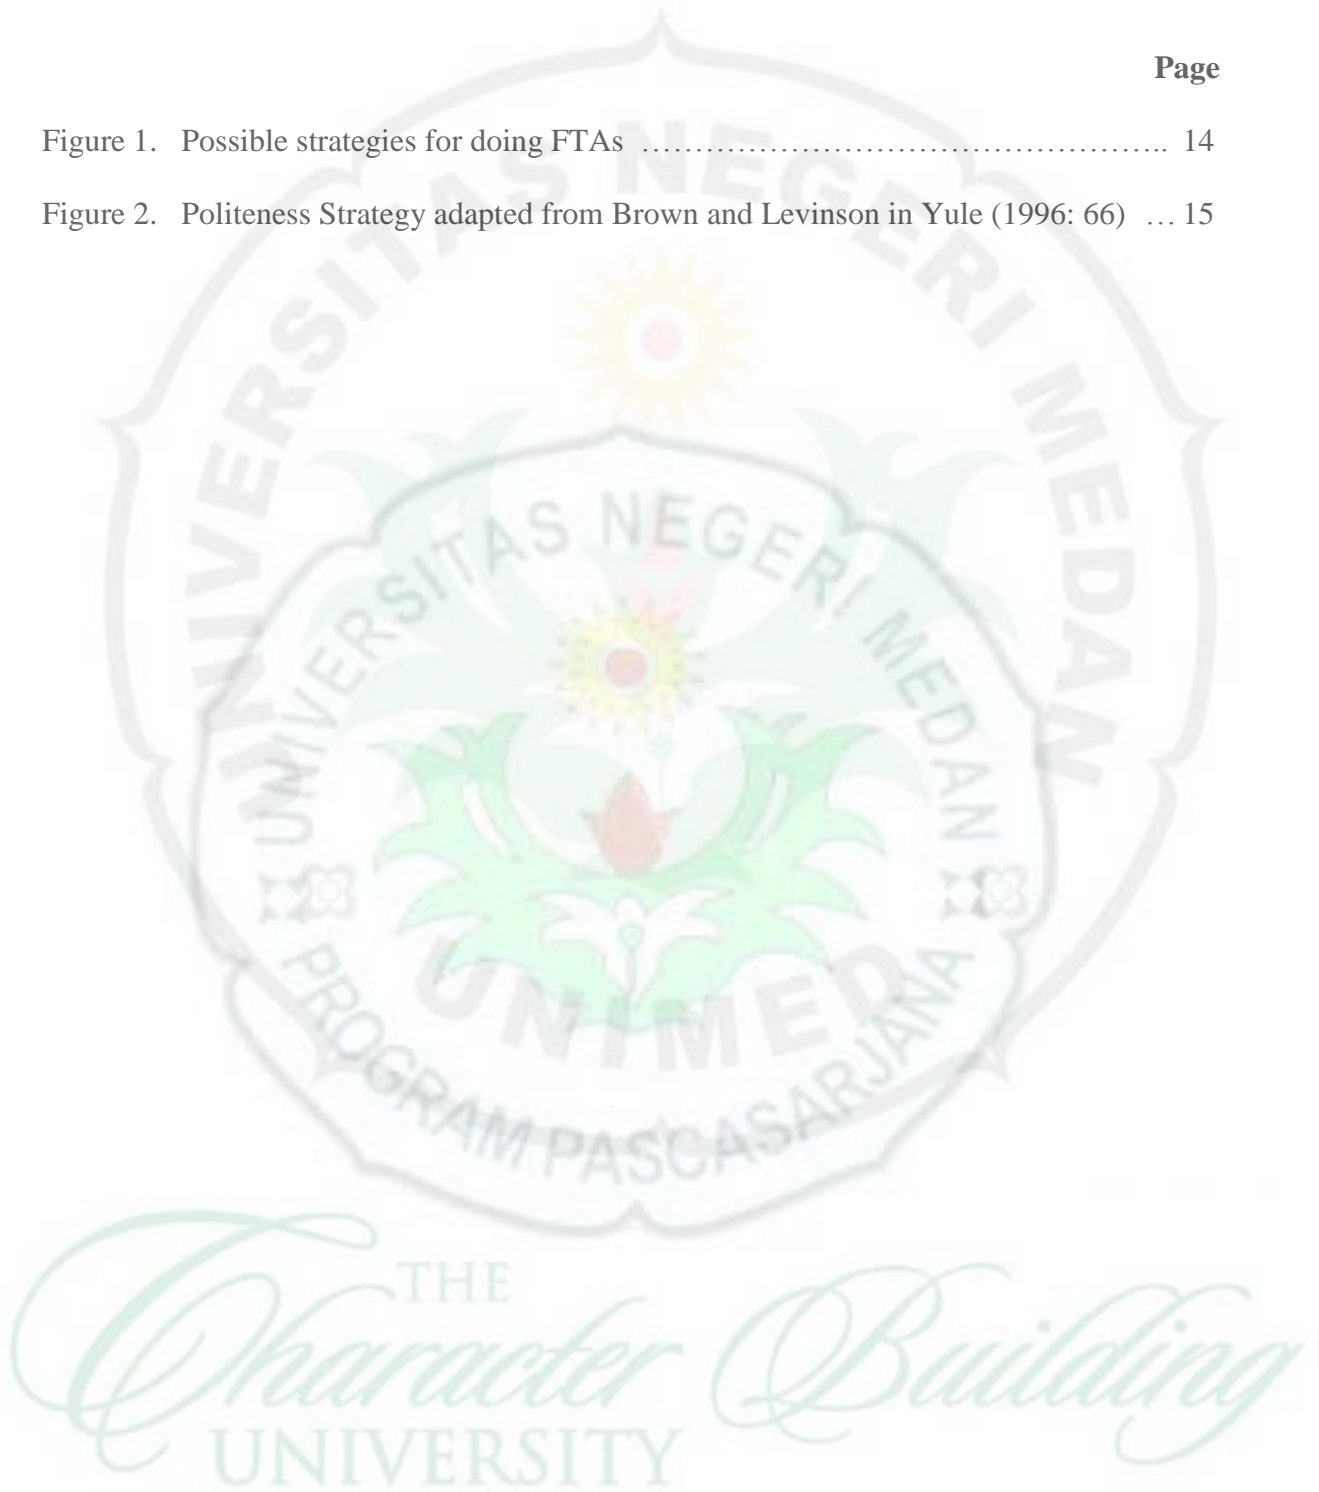 Page
Figure 1. Possible strategies for doing FTAs ………………………………………………….. 14
Figure 2. Politeness Strategy adapted from Brown and Levinson in Yule (1996: 66) … 15
UNIVERSITAS NEGERI MEDAN
UNIVERSITAS NEGERI MEDAN
UNIMED
PROGRAM PASCASARJANA
THE
Character Building
UNIVERSITY